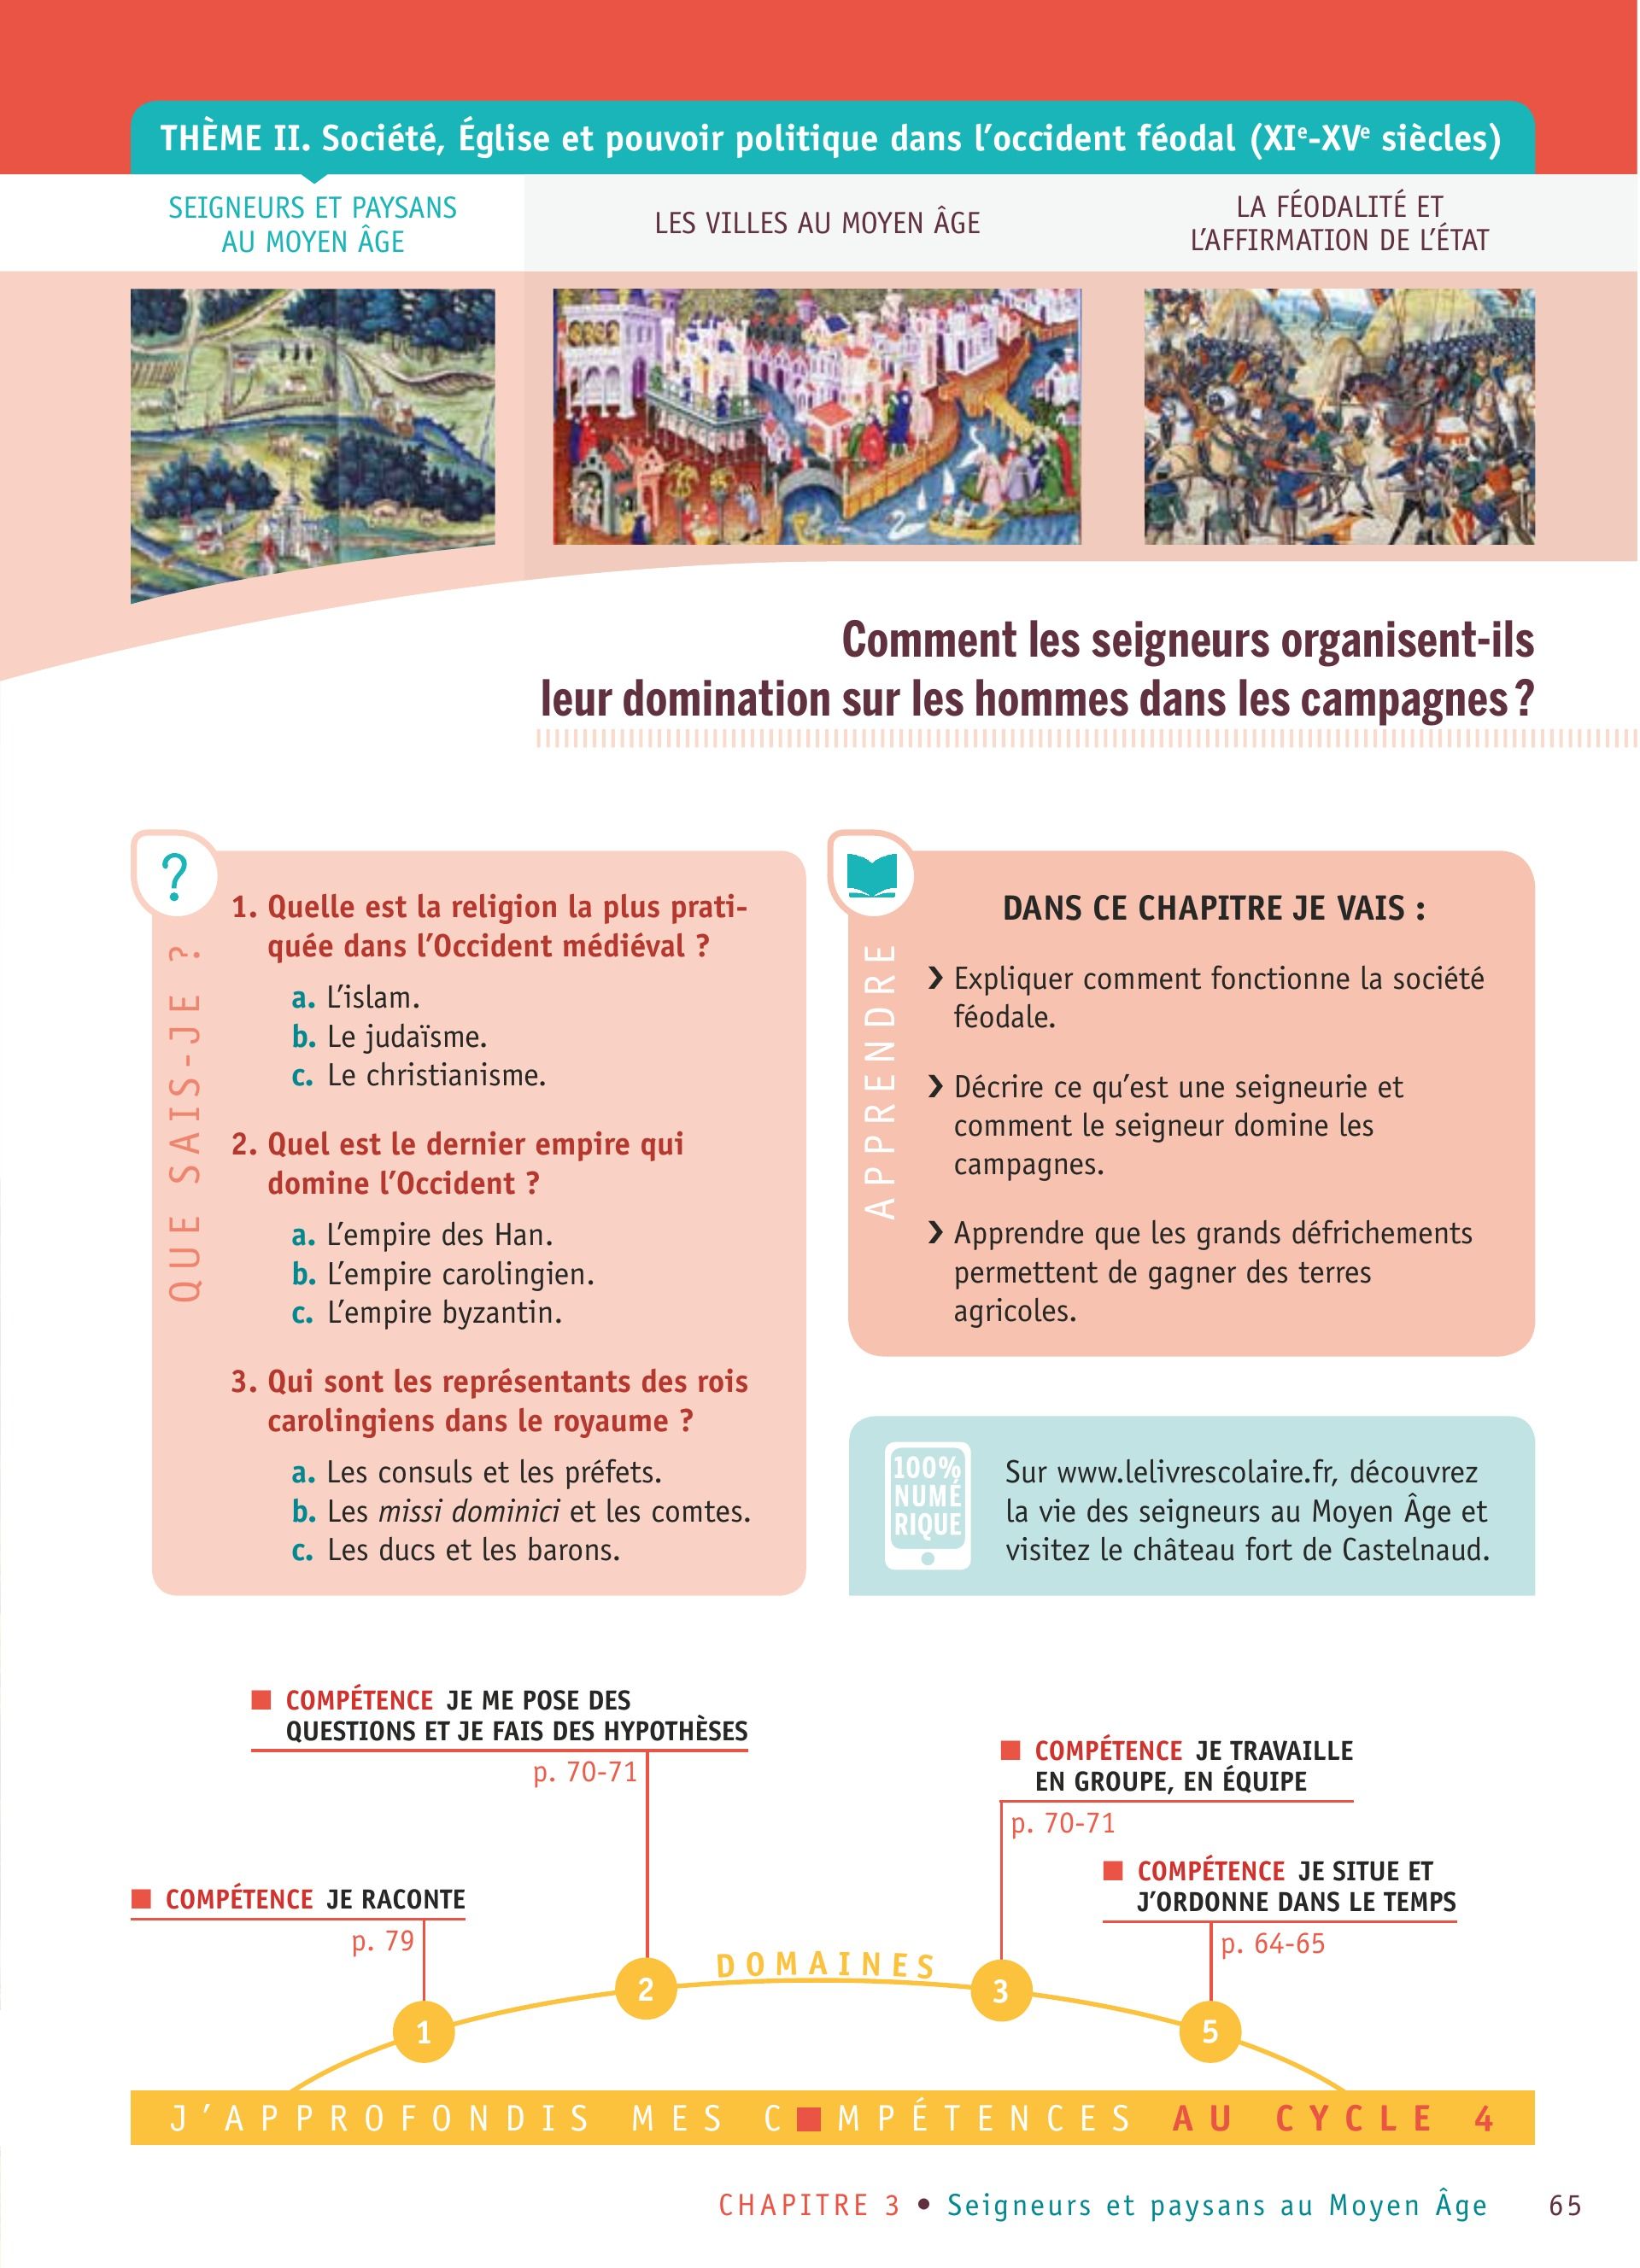 THÈME II. Société, Église et pouvoir politique dans l'occident féodal (XIe-XVe siècles)
SEIGNEURS ET PAYSANS
AU MOYEN ÂGE
LES VILLES AU MOYEN ÂGE
LA FÉODALITÉ ET
L'AFFIRMATION DE L'ÉTAT
Comment les seigneurs organisent-ils
leur domination sur les hommes dans les campagnes ?
?
QUE SAIS-JE ?
1. Quelle est la religion la plus prati-
quée dans l'Occident médiéval ?
a. L'islam.
b. Le judaïsme.
c. Le christianisme.
2. Quel est le dernier empire qui
domine l'Occident ?
a. L'empire des Han.
b. L'empire carolingien.
c. L'empire byzantin.
3. Qui sont les représentants des rois
carolingiens dans le royaume ?
a. Les consuls et les préfets.
b. Les missi dominici et les comtes.
c. Les ducs et les barons.
APPRENDRE
DANS CE CHAPITRE JE VAIS :
❯ Expliquer comment fonctionne la société
féodale.
❯ Décrire ce qu'est une seigneurie et
comment le seigneur domine les
campagnes.
❯ Apprendre que les grands défrichements
permettent de gagner des terres
agricoles.
100%
NUMÉ
RIQUE
Sur www.lelivrescolaire.fr, découvrez
la vie des seigneurs au Moyen Âge et
visitez le château fort de Castelnaud.
■ COMPÉTENCE JE ME POSE DES
QUESTIONS ET JE FAIS DES HYPOTHÈSES
p. 70-71
■ COMPÉTENCE JE TRAVAILLE
EN GROUPE, EN ÉQUIPE
p. 70-71
■ COMPÉTENCE JE SITUE ET
J'ORDONNE DANS LE TEMPS
p. 64-65
■ COMPÉTENCE JE RACONTE
p. 79
DOMAINES
1
2
3
5
J'APPROFONDIS MES C■MPÉTENCES AU CYCLE 4
CHAPITRE 3 • Seigneurs et paysans au Moyen Âge 65